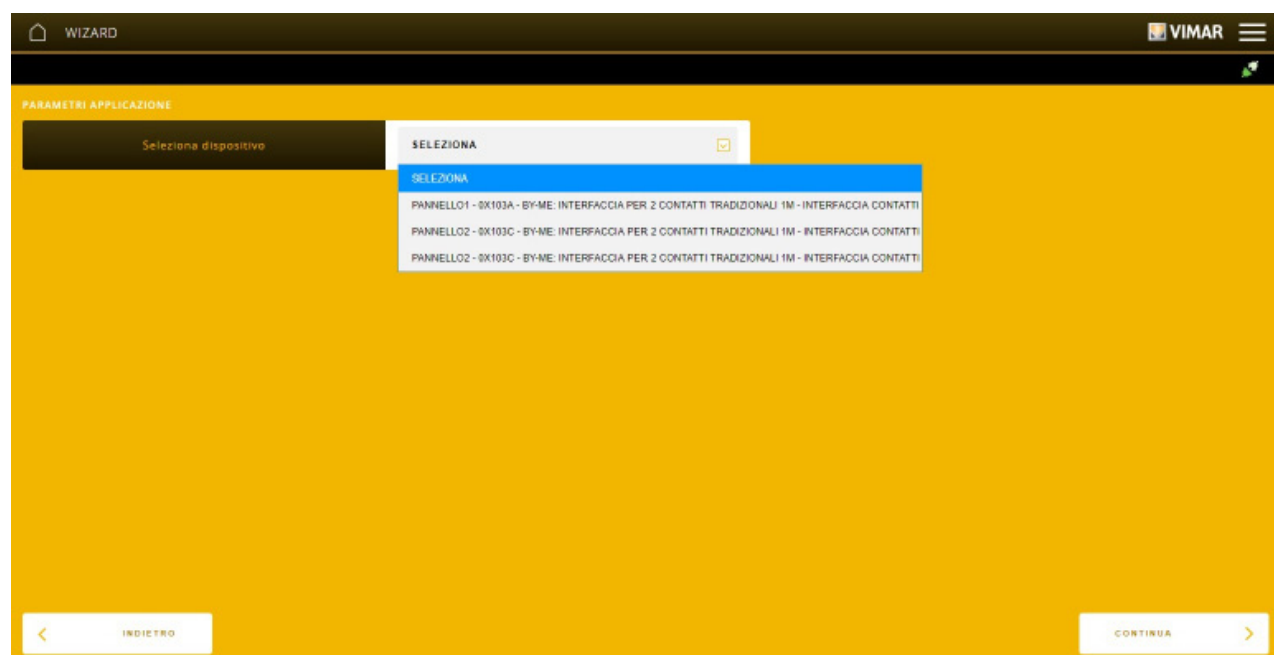 WIZARD
VIMAR
PARAMETRI APPLICAZIONE
Seleziona dispositivo
SELEZIONA
SELEZIONA
PANNELLO1 - 0X103A - BY-ME: INTERFACCIA PER 2 CONTATTI TRADIZIONALI 1M - INTERFACCIA CONTATTI
PANNELLO2 - 0X103C - BY-ME: INTERFACCIA PER 2 CONTATTI TRADIZIONALI 1M - INTERFACCIA CONTATTI
PANNELLO2 - 0X103C - BY-ME: INTERFACCIA PER 2 CONTATTI TRADIZIONALI 1M - INTERFACCIA CONTATTI
INDIETRO
CONTINUA